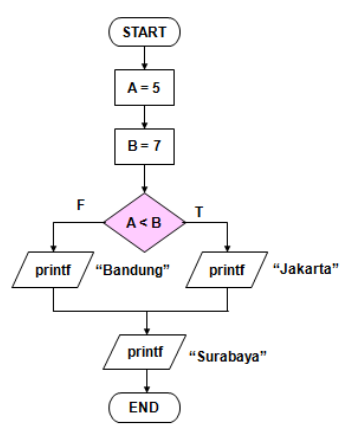 START
A = 5
B = 7
F
T
A < B
printf “Bandung”
printf “Jakarta”
printf “Surabaya”
END